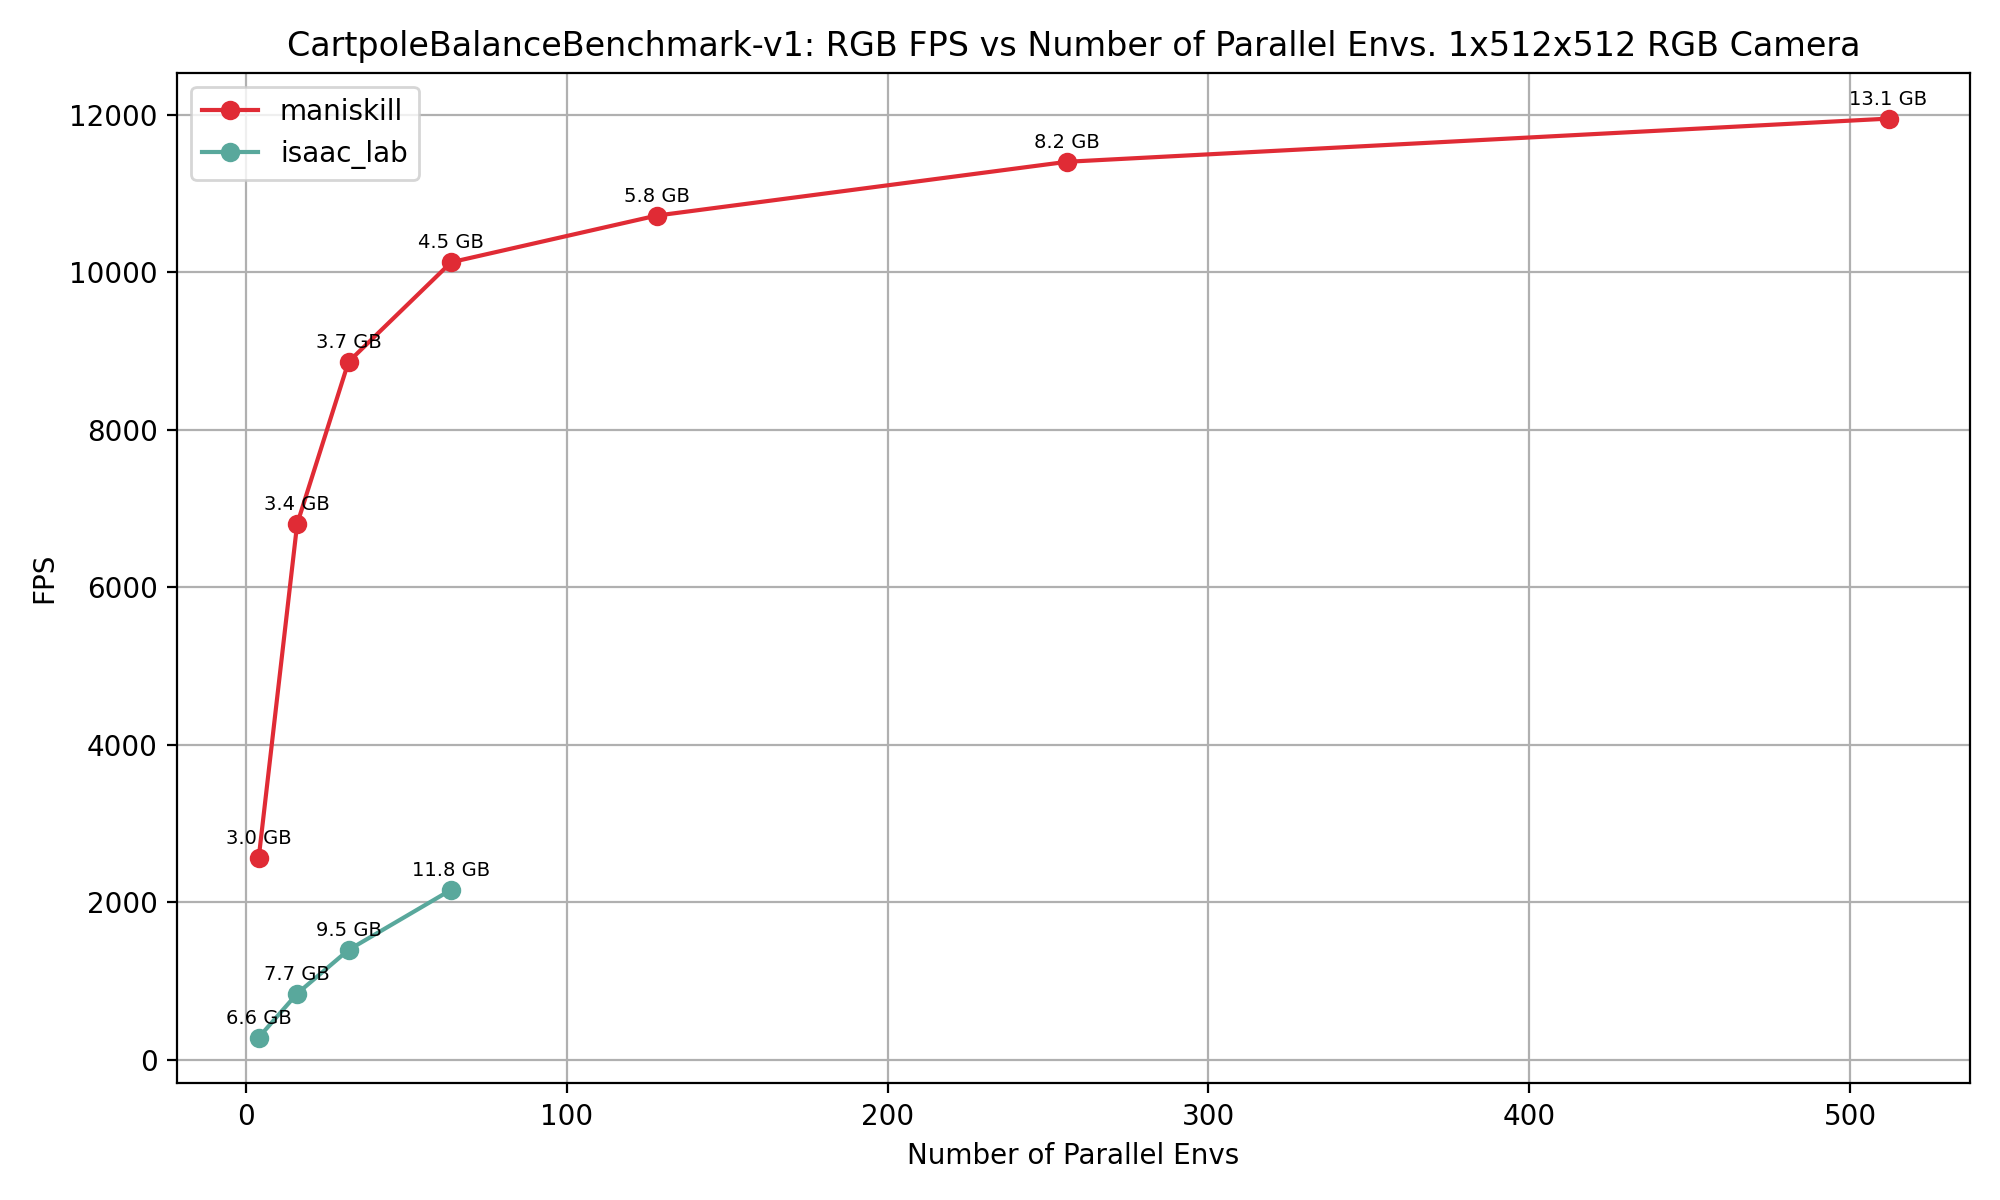 CartpoleBalanceBenchmark-v1: RGB FPS vs Number of Parallel Envs. 1x512x512 RGB Camera
maniskill
isaac_lab
13.1 GB
8.2 GB
5.8 GB
4.5 GB
3.7 GB
3.4 GB
3.0 GB
11.8 GB
9.5 GB
7.7 GB
6.6 GB
12000
10000
8000
6000
4000
2000
0
FPS
0 100 200 300 400 500
Number of Parallel Envs